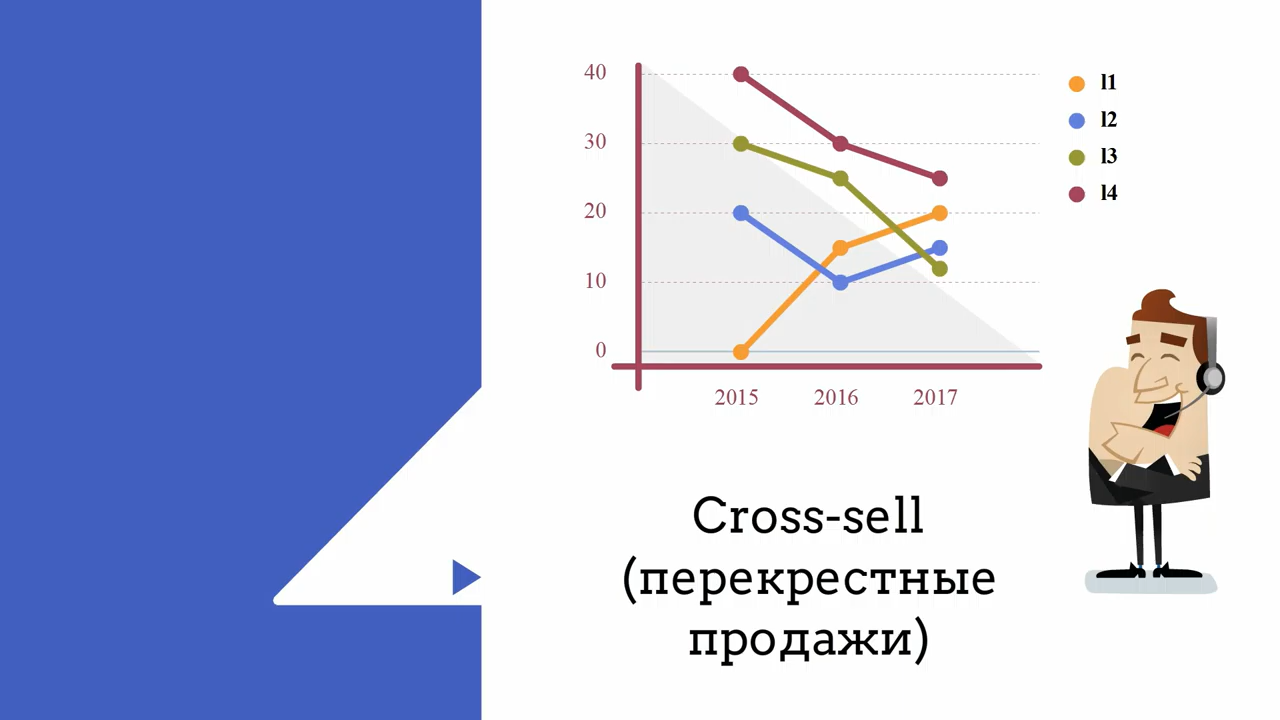 40
30
20
10
0
2015 2016 2017
l1
l2
l3
l4
Cross-sell
(перекрестные
продажи)